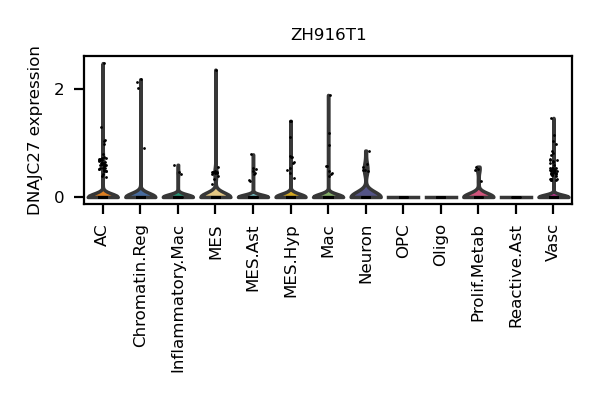 ZH916T1
DNAJC27 expression
2
0
AC
Chromatin.Reg
Inflammatory.Mac
MES
MES.Ast
MES.Hyp
Mac
Neuron
OPC
Oligo
Prolif.Metab
Reactive.Ast
Vasc